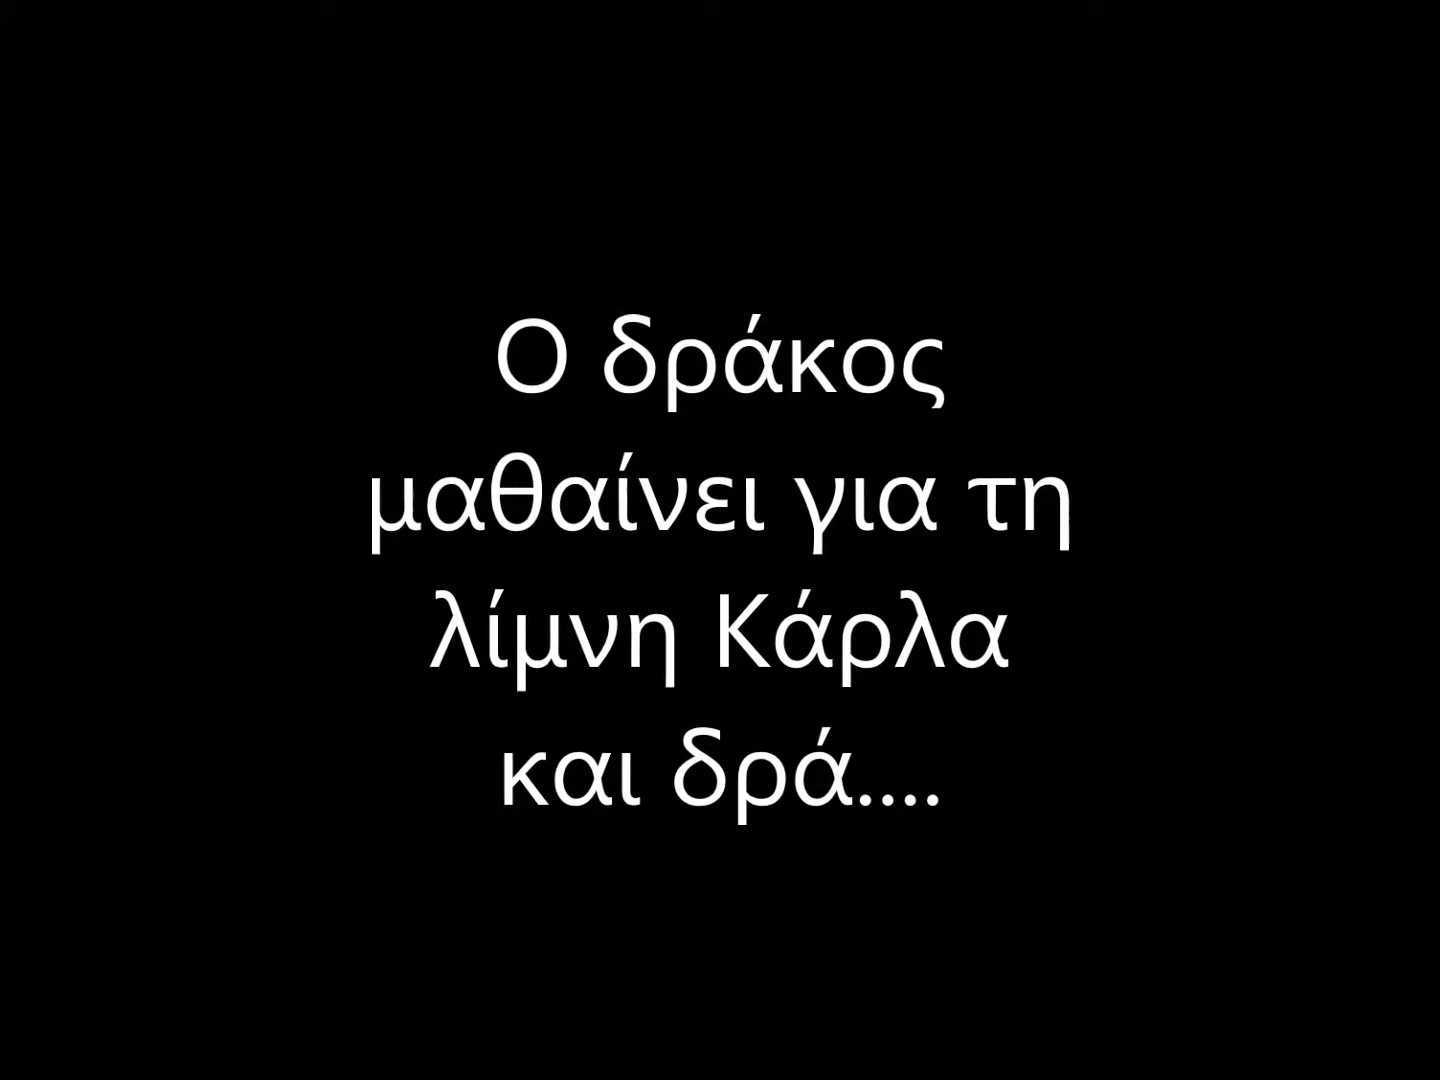 Ο δράκος
μαθαίνει για τη
λίμνη Κάρλα
και δρά....